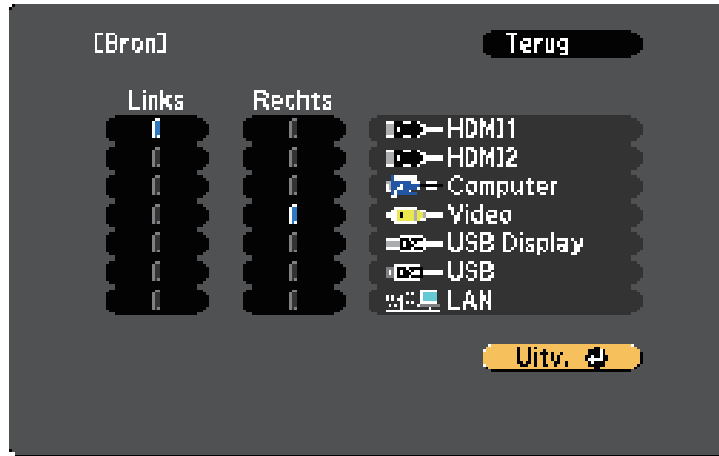 [Bron]
Terug
Links Rechts
HDMI1
HDMI2
Computer
Video
USB Display
USB
LAN
Uitv.